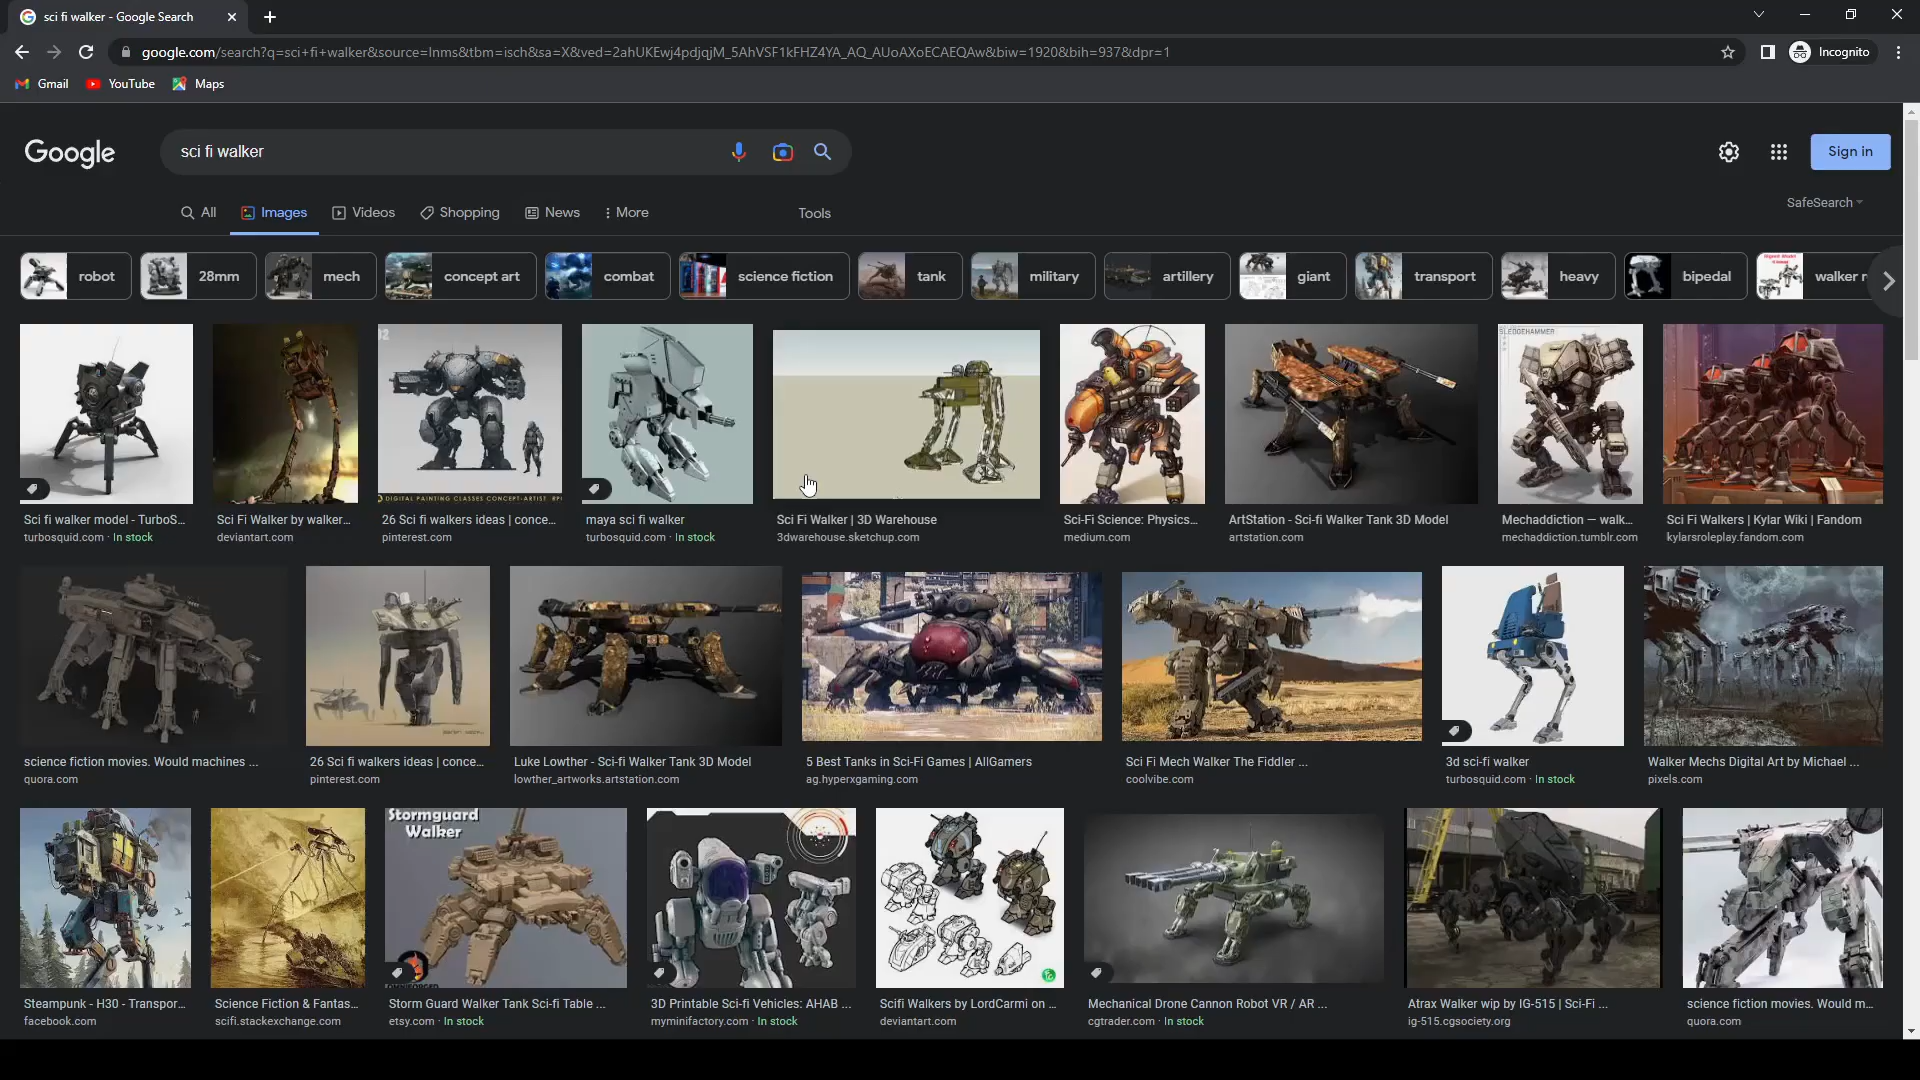 sci fi walker - Google Search
google.com/search?q=sci+fi+walker&source=lnms&tbm=isch&sa=X&ved=2ahUKEwj4pdjqjM_5AhVSF1kFHZ4YA_AQ_AUoAXoECAEQAw&biw=1920&bih=937&dpr=1
Incognito
Gmail YouTube Maps
Google
sci fi walker
Sign in
All Images Videos Shopping News More Tools
SafeSearch
robot 28mm mech concept art combat science fiction tank military artillery giant transport heavy bipedal walker r
SLEDGEHAMMER
DIGITAL PAINTING CLASSES CONCEPT-ARTIST
Sci fi walker model - TurboS... Sci Fi Walker by walker... 26 Sci fi walkers ideas | conce... maya sci fi walker Sci Fi Walker | 3D Warehouse Sci-Fi Science: Physics... ArtStation - Sci-fi Walker Tank 3D Model Mechaddiction — walk... Sci Fi Walkers | Kylar Wiki | Fandom
turbosquid.com · In stock deviantart.com pinterest.com turbosquid.com · In stock 3dwarehouse.sketchup.com medium.com artstation.com mechaddiction.tumblr.com kylarsroleplay.fandom.com
science fiction movies. Would machines ... 26 Sci fi walkers ideas | conce... Luke Lowther - Sci-fi Walker Tank 3D Model 5 Best Tanks in Sci-Fi Games | AllGamers Sci Fi Mech Walker The Fiddler ... 3d sci-fi walker Walker Mechs Digital Art by Michael ...
quora.com pinterest.com lowther_artworks.artstation.com ag.hyperxgaming.com coolvibe.com turbosquid.com · In stock pixels.com
Stormguard
Walker
Steampunk - H30 - Transpor... Science Fiction & Fantas... Storm Guard Walker Tank Sci-fi Table ... 3D Printable Sci-fi Vehicles: AHAB ... Scifi Walkers by LordCarmi on ... Mechanical Drone Cannon Robot VR / AR ... Atrax Walker wip by IG-515 | Sci-Fi ... science fiction movies. Would m...
facebook.com scifi.stackexchange.com etsy.com · In stock myminifactory.com · In stock deviantart.com cgtrader.com · In stock ig-515.cgsociety.org quora.com